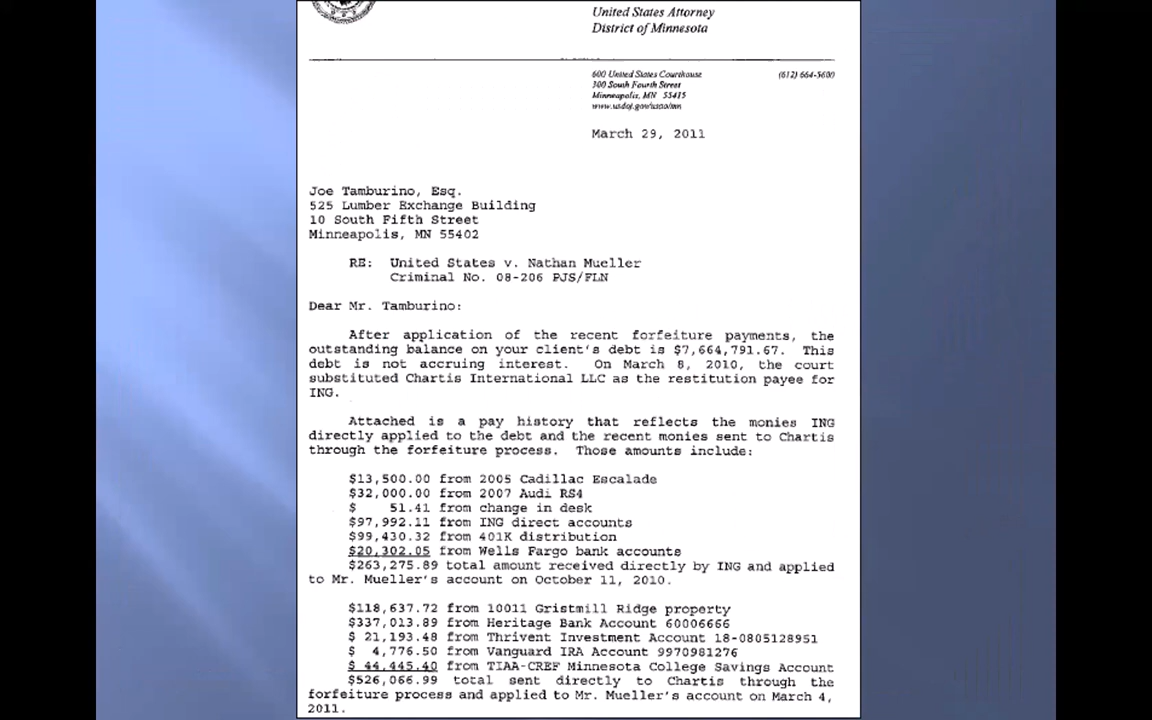 United States Attorney
District of Minnesota
600 United States Courthouse (612) 664-5600
300 South Fourth Street
Minneapolis, MN 55415
www.usdoj.gov/usao/mn
March 29, 2011
Joe Tamburino, Esq.
525 Lumber Exchange Building
10 South Fifth Street
Minneapolis, MN 55402
RE: United States v. Nathan Mueller
Criminal No. 08-206 PJS/FLN
Dear Mr. Tamburino:
After application of the recent forfeiture payments, the
outstanding balance on your client's debt is $7,664,791.67. This
debt is not accruing interest. On March 8, 2010, the court
substituted Chartis International LLC as the restitution payee for
ING.
Attached is a pay history that reflects the monies ING
directly applied to the debt and the recent monies sent to Chartis
through the forfeiture process. Those amounts include:
$13,500.00 from 2005 Cadillac Escalade
$32,000.00 from 2007 Audi RS4
$ 51.41 from change in desk
$97,992.11 from ING direct accounts
$99,430.32 from 401K distribution
$20,302.05 from Wells Fargo bank accounts
$263,275.89 total amount received directly by ING and applied
to Mr. Mueller's account on October 11, 2010.
$118,637.72 from 10011 Gristmill Ridge property
$337,013.89 from Heritage Bank Account 60006666
$ 21,193.48 from Thrivent Investment Account 18-0805128951
$ 4,776.50 from Vanguard IRA Account 9970981276
$ 44,445.40 from TIAA-CREF Minnesota College Savings Account
$526,066.99 total sent directly to Chartis through the
forfeiture process and applied to Mr. Mueller's account on March 4,
2011.